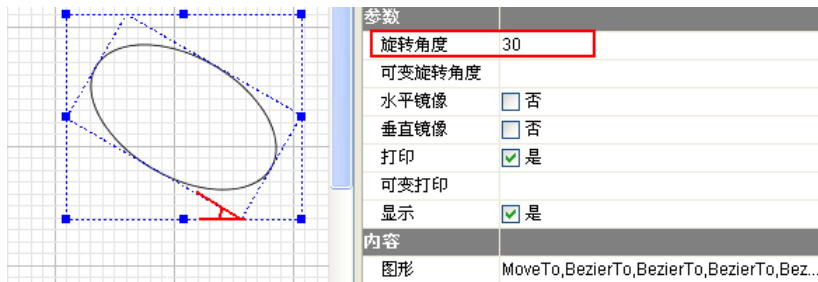 参数
旋转角度 30
可变旋转角度
水平镜像 否
垂直镜像 否
打印 是
可变打印
显示 是
内容
图形 MoveTo,BezierTo,BezierTo,BezierTo,Bez...